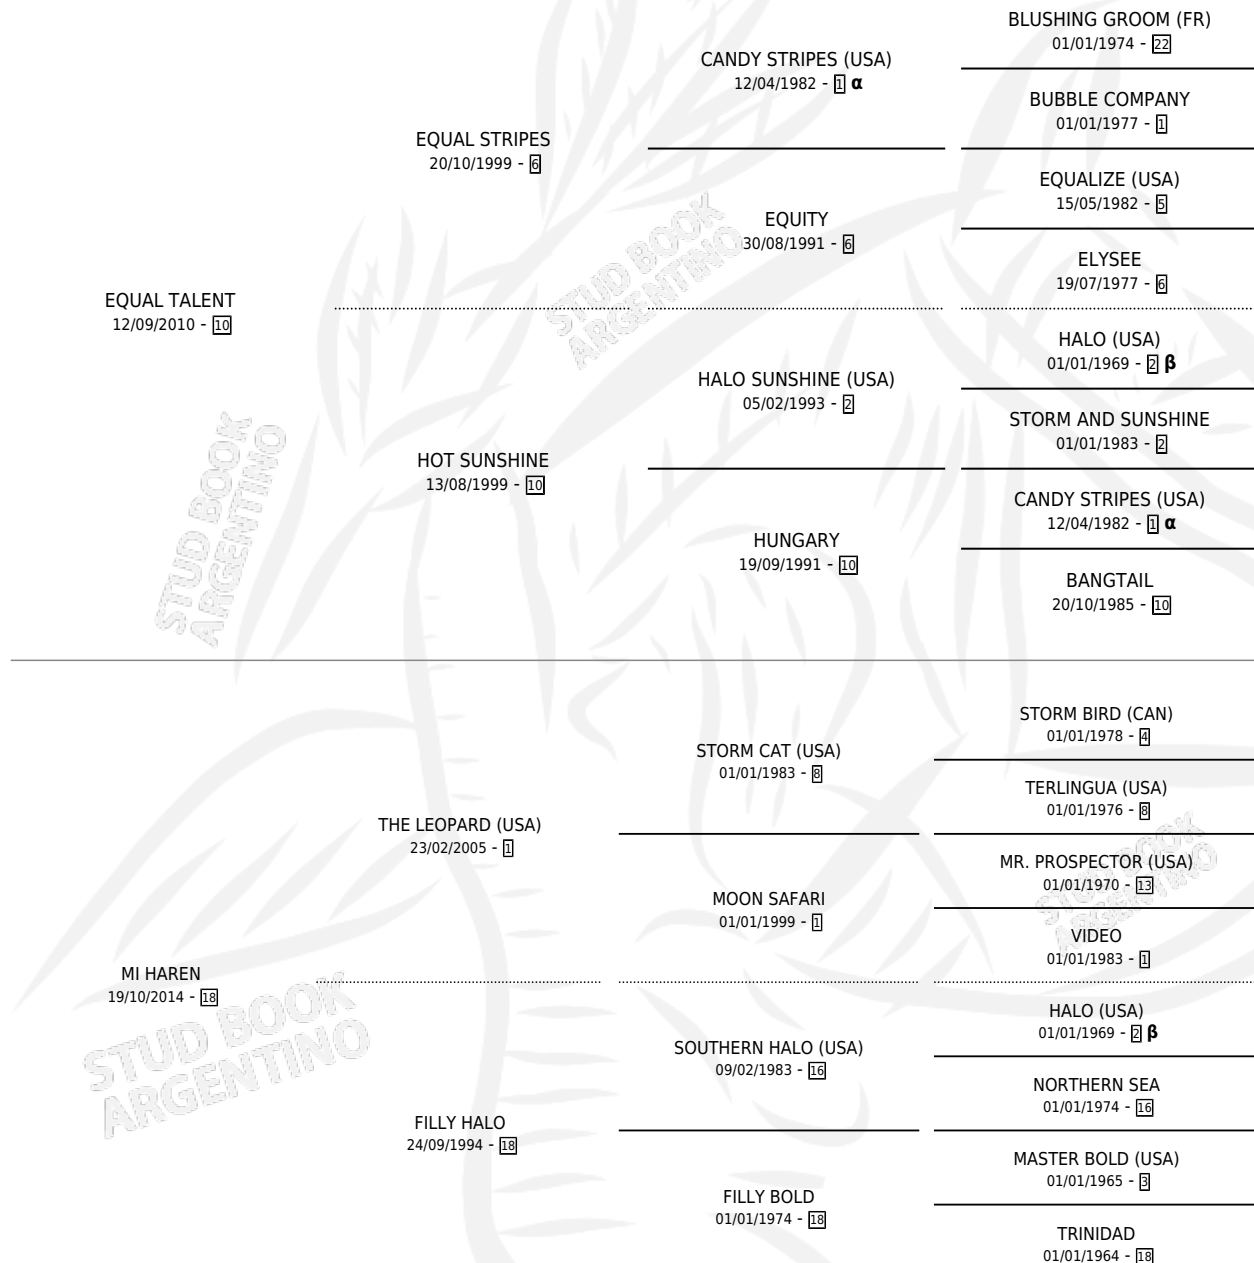 BLUSHING GROOM (FR)
01/01/1974 - 22
CANDY STRIPES (USA)
12/04/1982 - 1 α
BUBBLE COMPANY
01/01/1977 - 1
EQUAL STRIPES
20/10/1999 - 6
EQUALIZE (USA)
15/05/1982 - 5
EQUITY
30/08/1991 - 6
ELYSEE
19/07/1977 - 6
EQUAL TALENT
12/09/2010 - 10
HALO (USA)
01/01/1969 - 2 β
HALO SUNSHINE (USA)
05/02/1993 - 2
STORM AND SUNSHINE
01/01/1983 - 2
HOT SUNSHINE
13/08/1999 - 10
CANDY STRIPES (USA)
12/04/1982 - 1 α
HUNGARY
19/09/1991 - 10
BANGTAIL
20/10/1985 - 10
STORM BIRD (CAN)
01/01/1978 - 4
STORM CAT (USA)
01/01/1983 - 8
TERLINGUA (USA)
01/01/1976 - 8
THE LEOPARD (USA)
23/02/2005 - 1
MR. PROSPECTOR (USA)
01/01/1970 - 13
MOON SAFARI
01/01/1999 - 1
VIDEO
01/01/1983 - 1
MI HAREN
19/10/2014 - 18
HALO (USA)
01/01/1969 - 2 β
SOUTHERN HALO (USA)
09/02/1983 - 16
NORTHERN SEA
01/01/1974 - 16
FILLY HALO
24/09/1994 - 18
MASTER BOLD (USA)
01/01/1965 - 3
FILLY BOLD
01/01/1974 - 18
TRINIDAD
01/01/1964 - 18
STUD BOOK
ARGENTINO
STUD BOOK
ARGENTINO
STUD BOOK
ARGENTINO
STUD BOOK
ARGENTINO